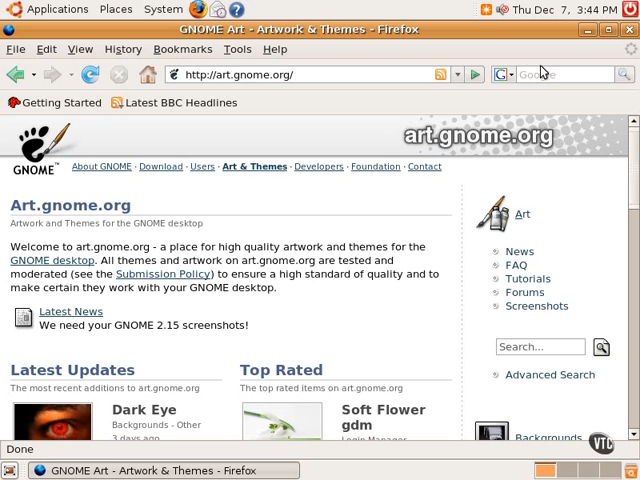 Applications Places System
Thu Dec 7, 3:44 PM
GNOME Art - Artwork & Themes - Firefox
File Edit View History Bookmarks Tools Help
http://art.gnome.org/
G Google
Getting Started Latest BBC Headlines
art.gnome.org
GNOME™
About GNOME · Download · Users · Art & Themes · Developers · Foundation · Contact
Art.gnome.org
Artwork and Themes for the GNOME desktop
Welcome to art.gnome.org - a place for high quality artwork and themes for the
GNOME desktop. All themes and artwork on art.gnome.org are tested and
moderated (see the Submission Policy) to ensure a high standard of quality and to
make certain they work with your GNOME desktop.
Latest News
We need your GNOME 2.15 screenshots!
Latest Updates
The most recent additions to art.gnome.org
Dark Eye
Backgrounds - Other
3 days ago
Top Rated
The top rated items on art.gnome.org
Soft Flower
gdm
Login Manager
Art
News
FAQ
Tutorials
Forums
Screenshots
Search...
Advanced Search
Backgrounds
VTC
Done
GNOME Art - Artwork & Themes - Firefox